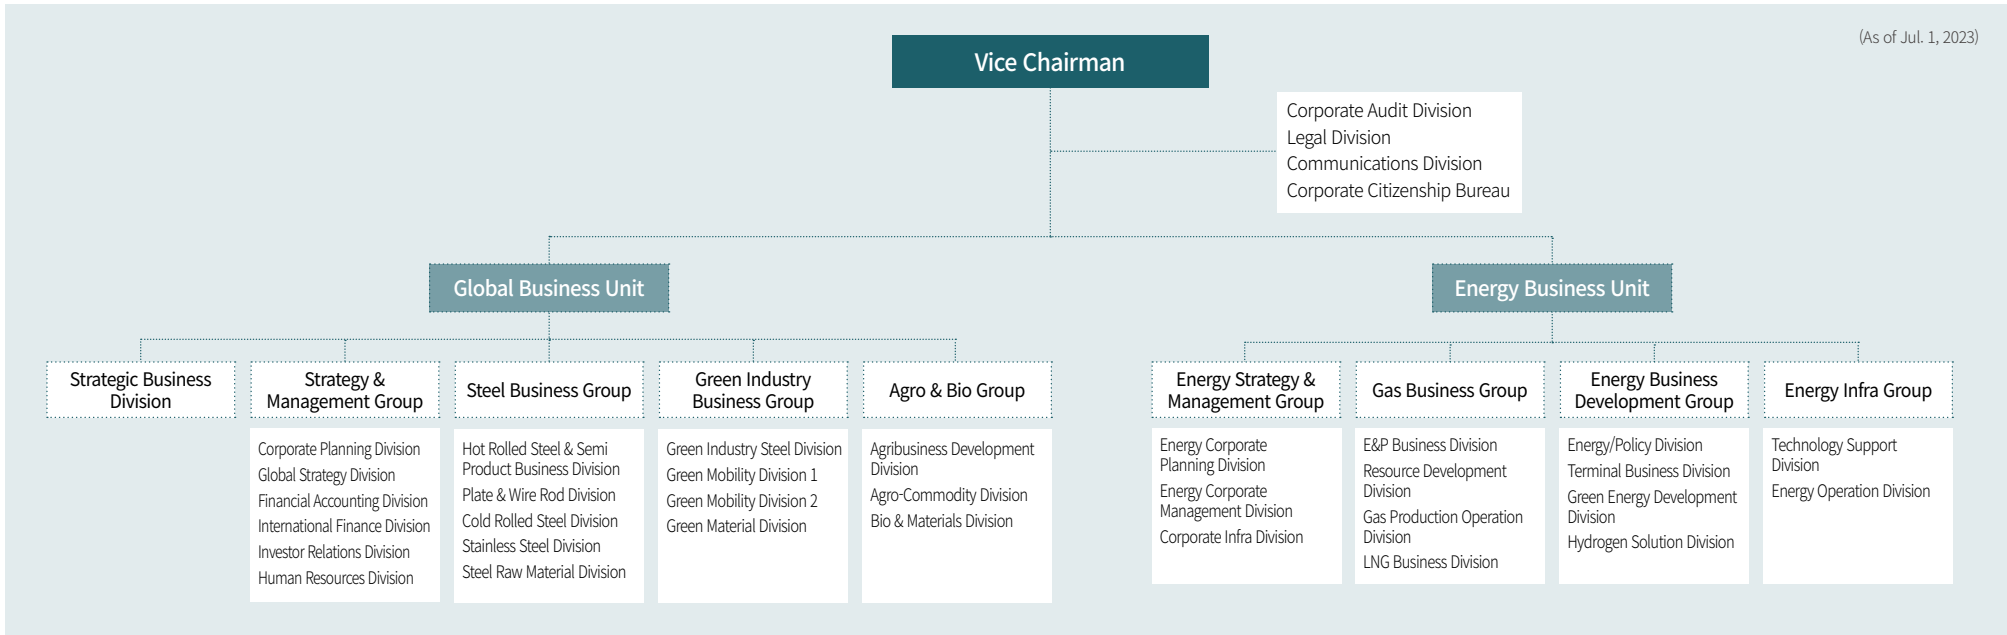 (As of Jul. 1, 2023)
Vice Chairman
Corporate Audit Division
Legal Division
Communications Division
Corporate Citizenship Bureau
Global Business Unit
Energy Business Unit
Strategic Business
Division
Strategy &
Management Group
Corporate Planning Division
Global Strategy Division
Financial Accounting Division
International Finance Division
Investor Relations Division
Human Resources Division
Steel Business Group
Hot Rolled Steel & Semi
Product Business Division
Plate & Wire Rod Division
Cold Rolled Steel Division
Stainless Steel Division
Steel Raw Material Division
Green Industry
Business Group
Green Industry Steel Division
Green Mobility Division 1
Green Mobility Division 2
Green Material Division
Agro & Bio Group
Agribusiness Development
Division
Agro-Commodity Division
Bio & Materials Division
Energy Strategy &
Management Group
Energy Corporate
Planning Division
Energy Corporate
Management Division
Corporate Infra Division
Gas Business Group
E&P Business Division
Resource Development
Division
Gas Production Operation
Division
LNG Business Division
Energy Business
Development Group
Energy/Policy Division
Terminal Business Division
Green Energy Development
Division
Hydrogen Solution Division
Energy Infra Group
Technology Support
Division
Energy Operation Division